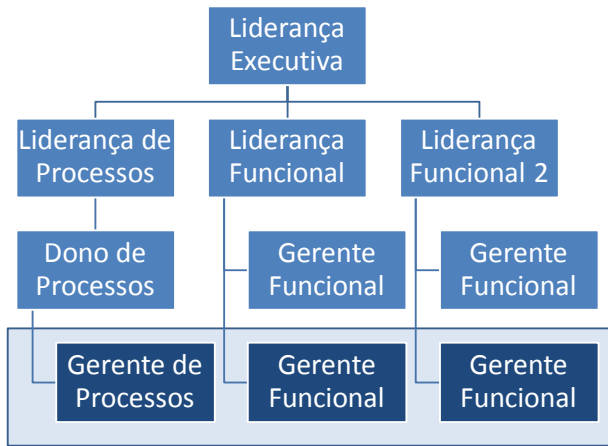 Liderança
Executiva
Liderança de
Processos
Liderança
Funcional
Liderança
Funcional 2
Dono de
Processos
Gerente
Funcional
Gerente
Funcional
Gerente de
Processos
Gerente
Funcional
Gerente
Funcional